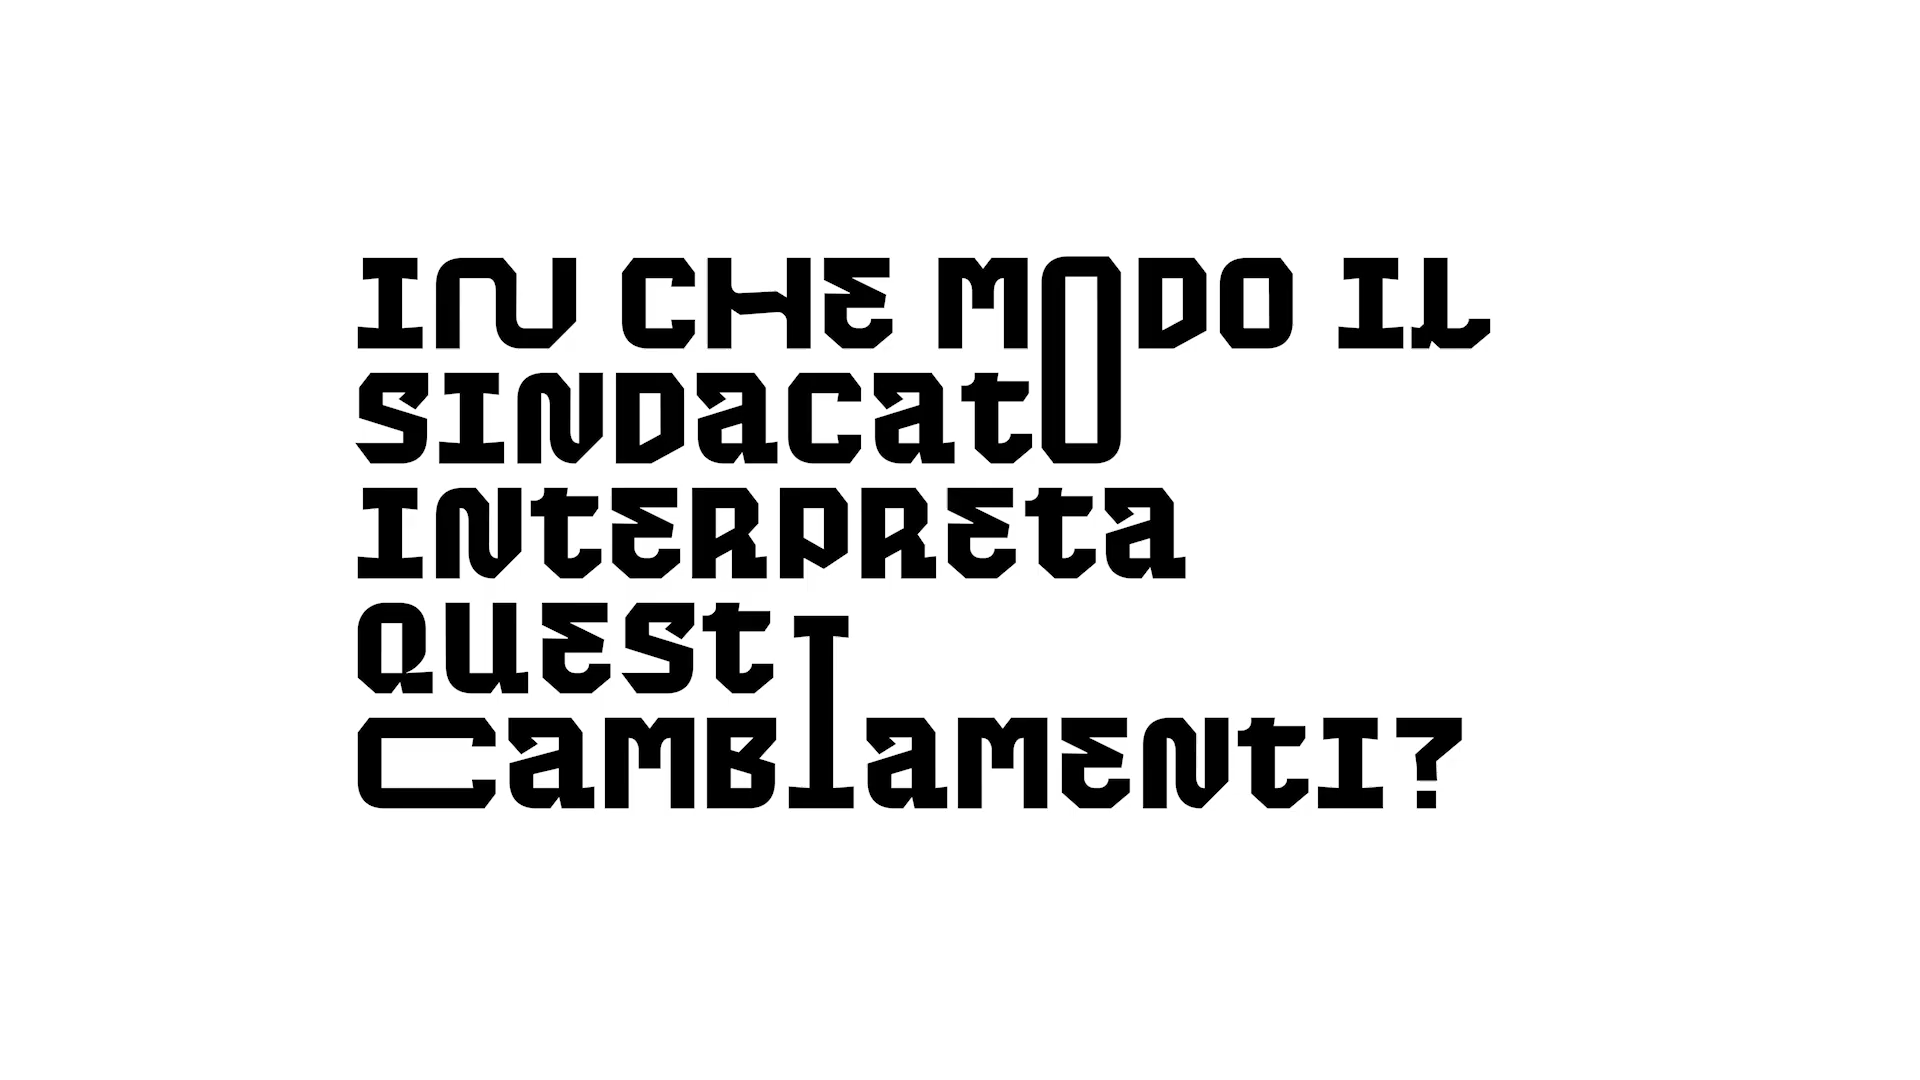 IN CHE MODO IL
SINDACATO
INTERPRETA
QUESTI
CAMBIAMENTI?